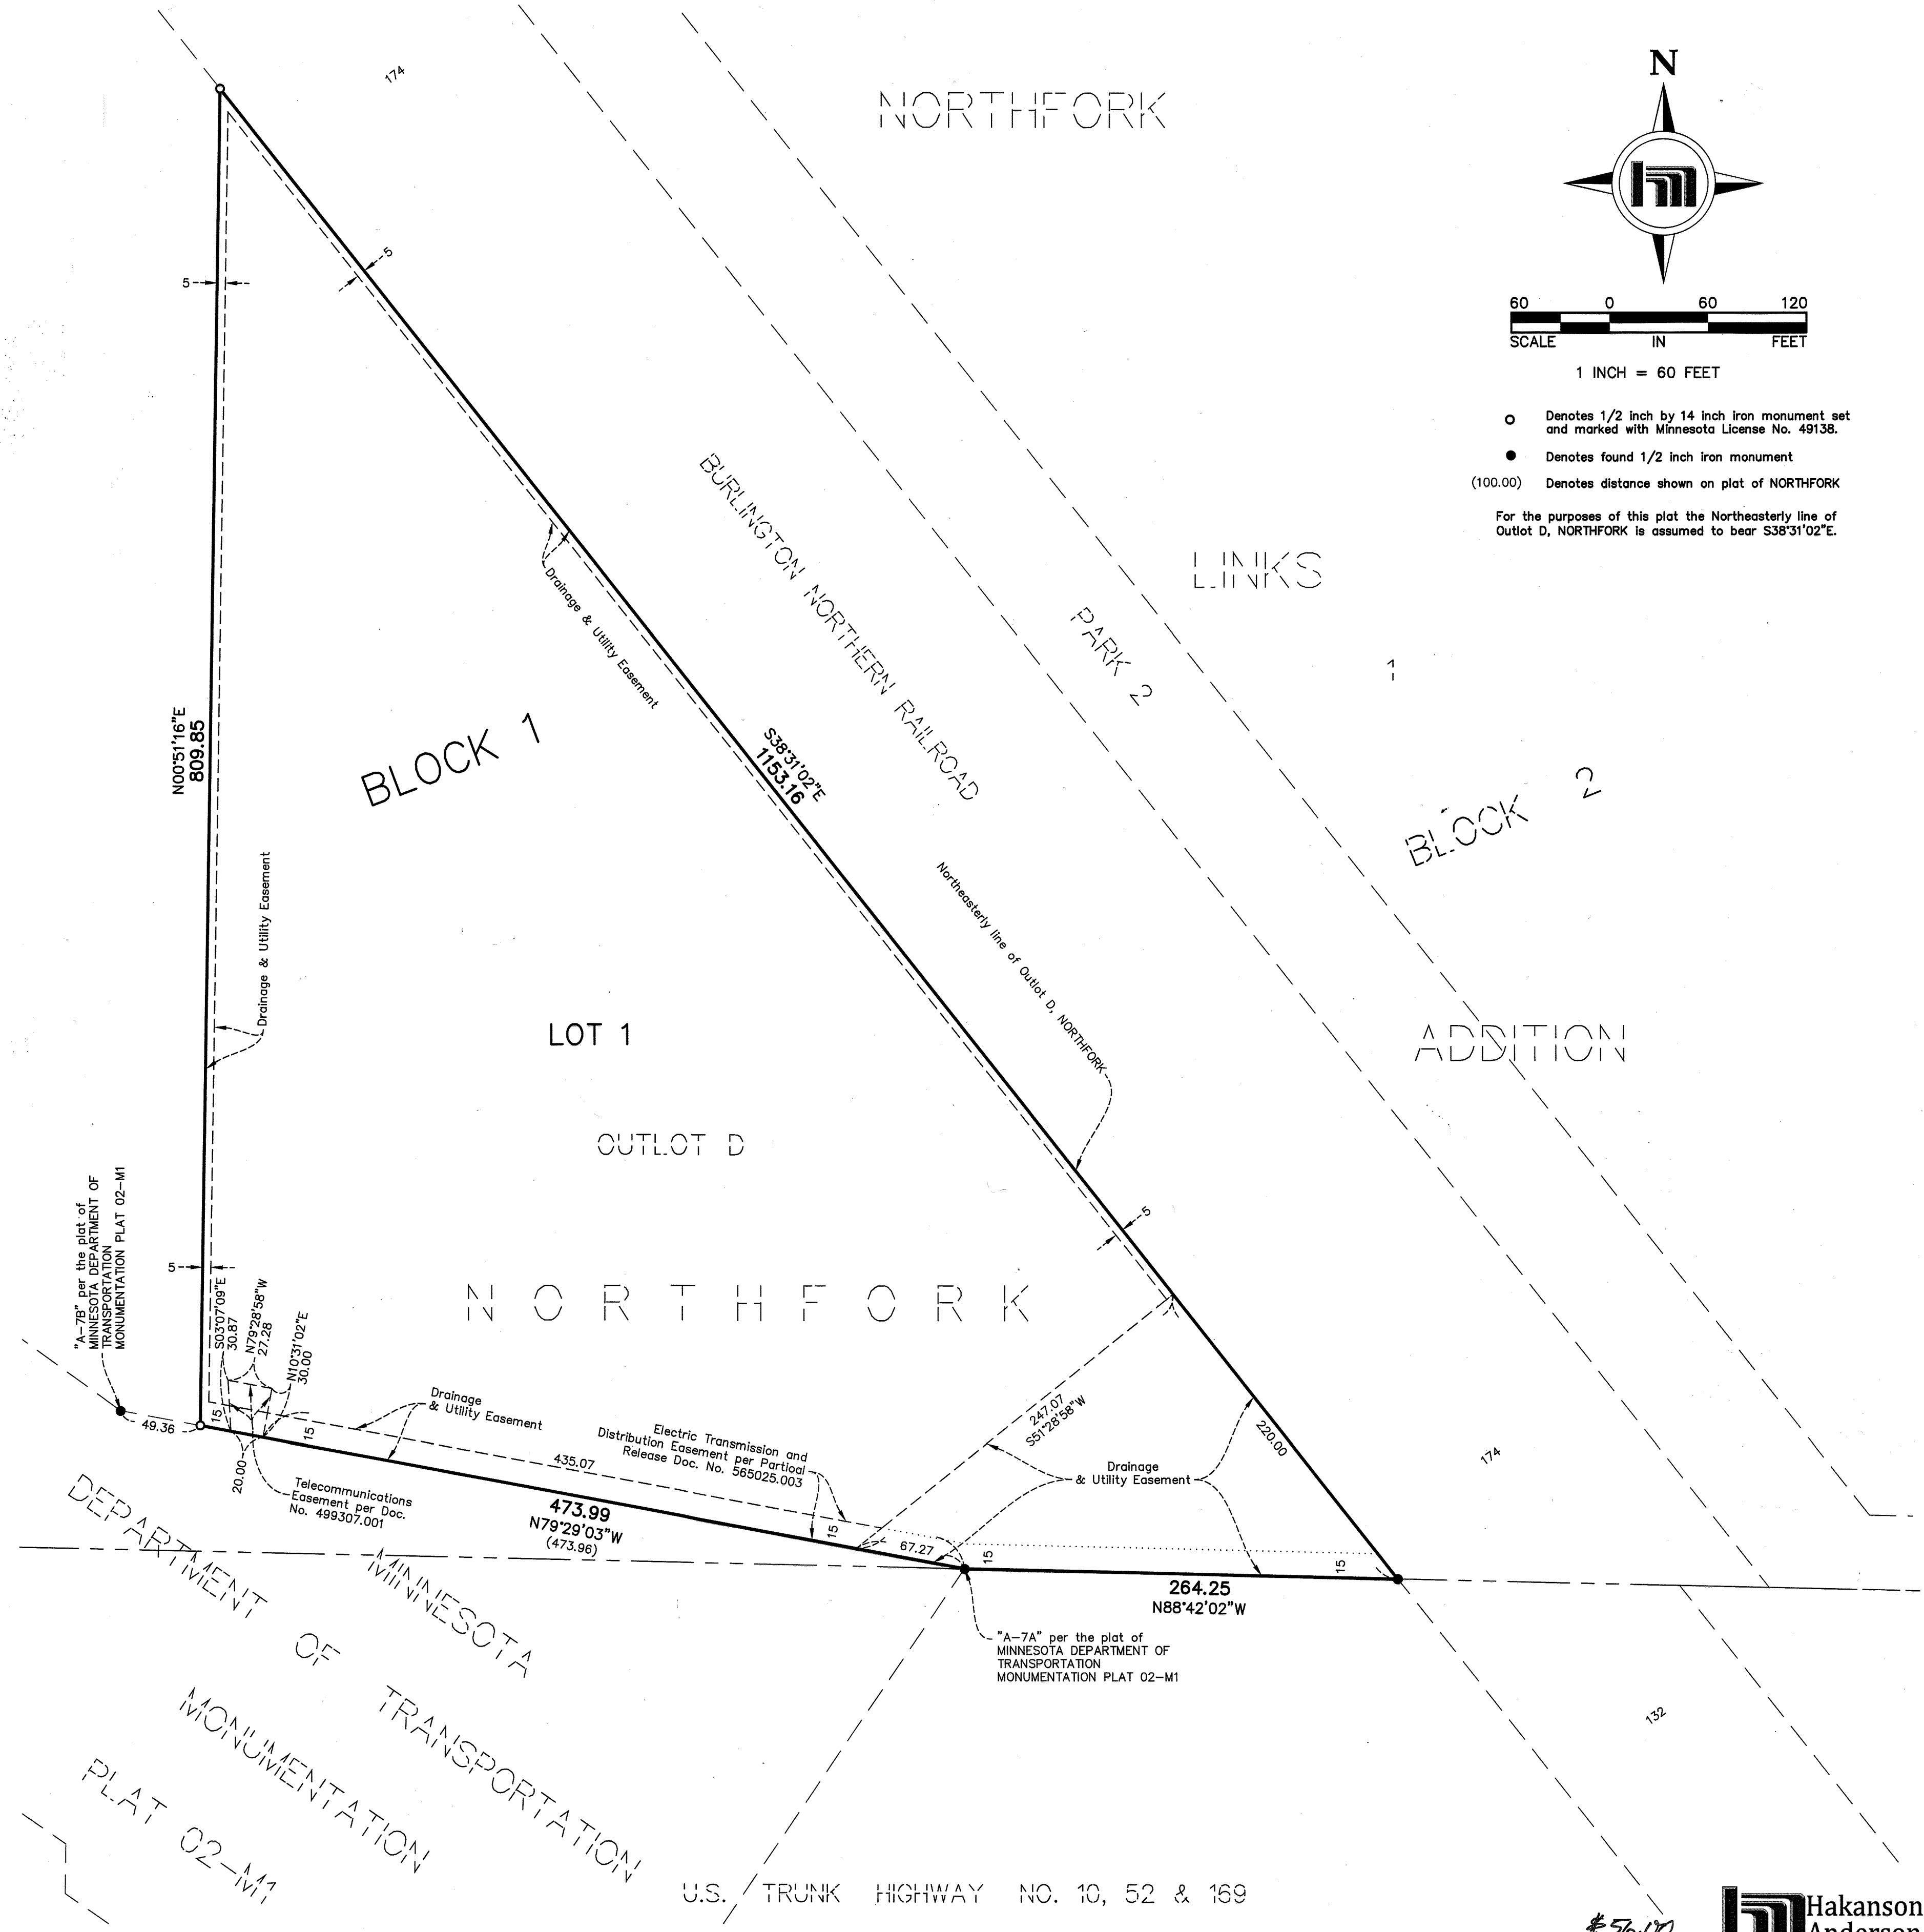 174
NORTHFORK
N
60 0 60 120
SCALE IN FEET
1 INCH = 60 FEET
Denotes 1/2 inch by 14 inch iron monument set
and marked with Minnesota License No. 49138.
Denotes found 1/2 inch iron monument
(100.00) Denotes distance shown on plat of NORTHFORK
For the purposes of this plat the Northeasterly line of
Outlot D, NORTHFORK is assumed to bear S38°31'02"E.
5
5
BURLINGTON NORTHERN RAILROAD
LINKS
PARK 2
1
Drainage & Utility Easement
N00°51'16"E
809.85
BLOCK 1
S38°31'02"E
1153.16
BLOCK 2
Drainage & Utility Easement
Northeasterly line of Outlot D, NORTHFORK
LOT 1
ADDITION
OUTLOT D
"A-7B" per the plat of
MINNESOTA DEPARTMENT OF
TRANSPORTATION
MONUMENTATION PLAT 02-M1
5
5
NORTHFORK
S03°07'09"E
30.87
N79°28'58"W
27.28
N10°31'02"E
30.00
49.36
15
15
20.00
Drainage
& Utility Easement
Electric Transmission and
Distribution Easement per Partioal
Release Doc. No. 565025.003
435.07
247.07
S51°28'58"W
220.00
Drainage
& Utility Easement
174
Telecommunications
Easement per Doc.
No. 499307.001
473.99
N79°29'03"W
(473.96)
15
67.27
15
15
264.25
N88°42'02"W
"A-7A" per the plat of
MINNESOTA DEPARTMENT OF
TRANSPORTATION
MONUMENTATION PLAT 02-M1
MINNESOTA
DEPARTMENT OF
TRANSPORTATION
MONUMENTATION
PLAT 02-M1
132
U.S. TRUNK HIGHWAY NO. 10, 52 & 169
Hakanson
Anderson